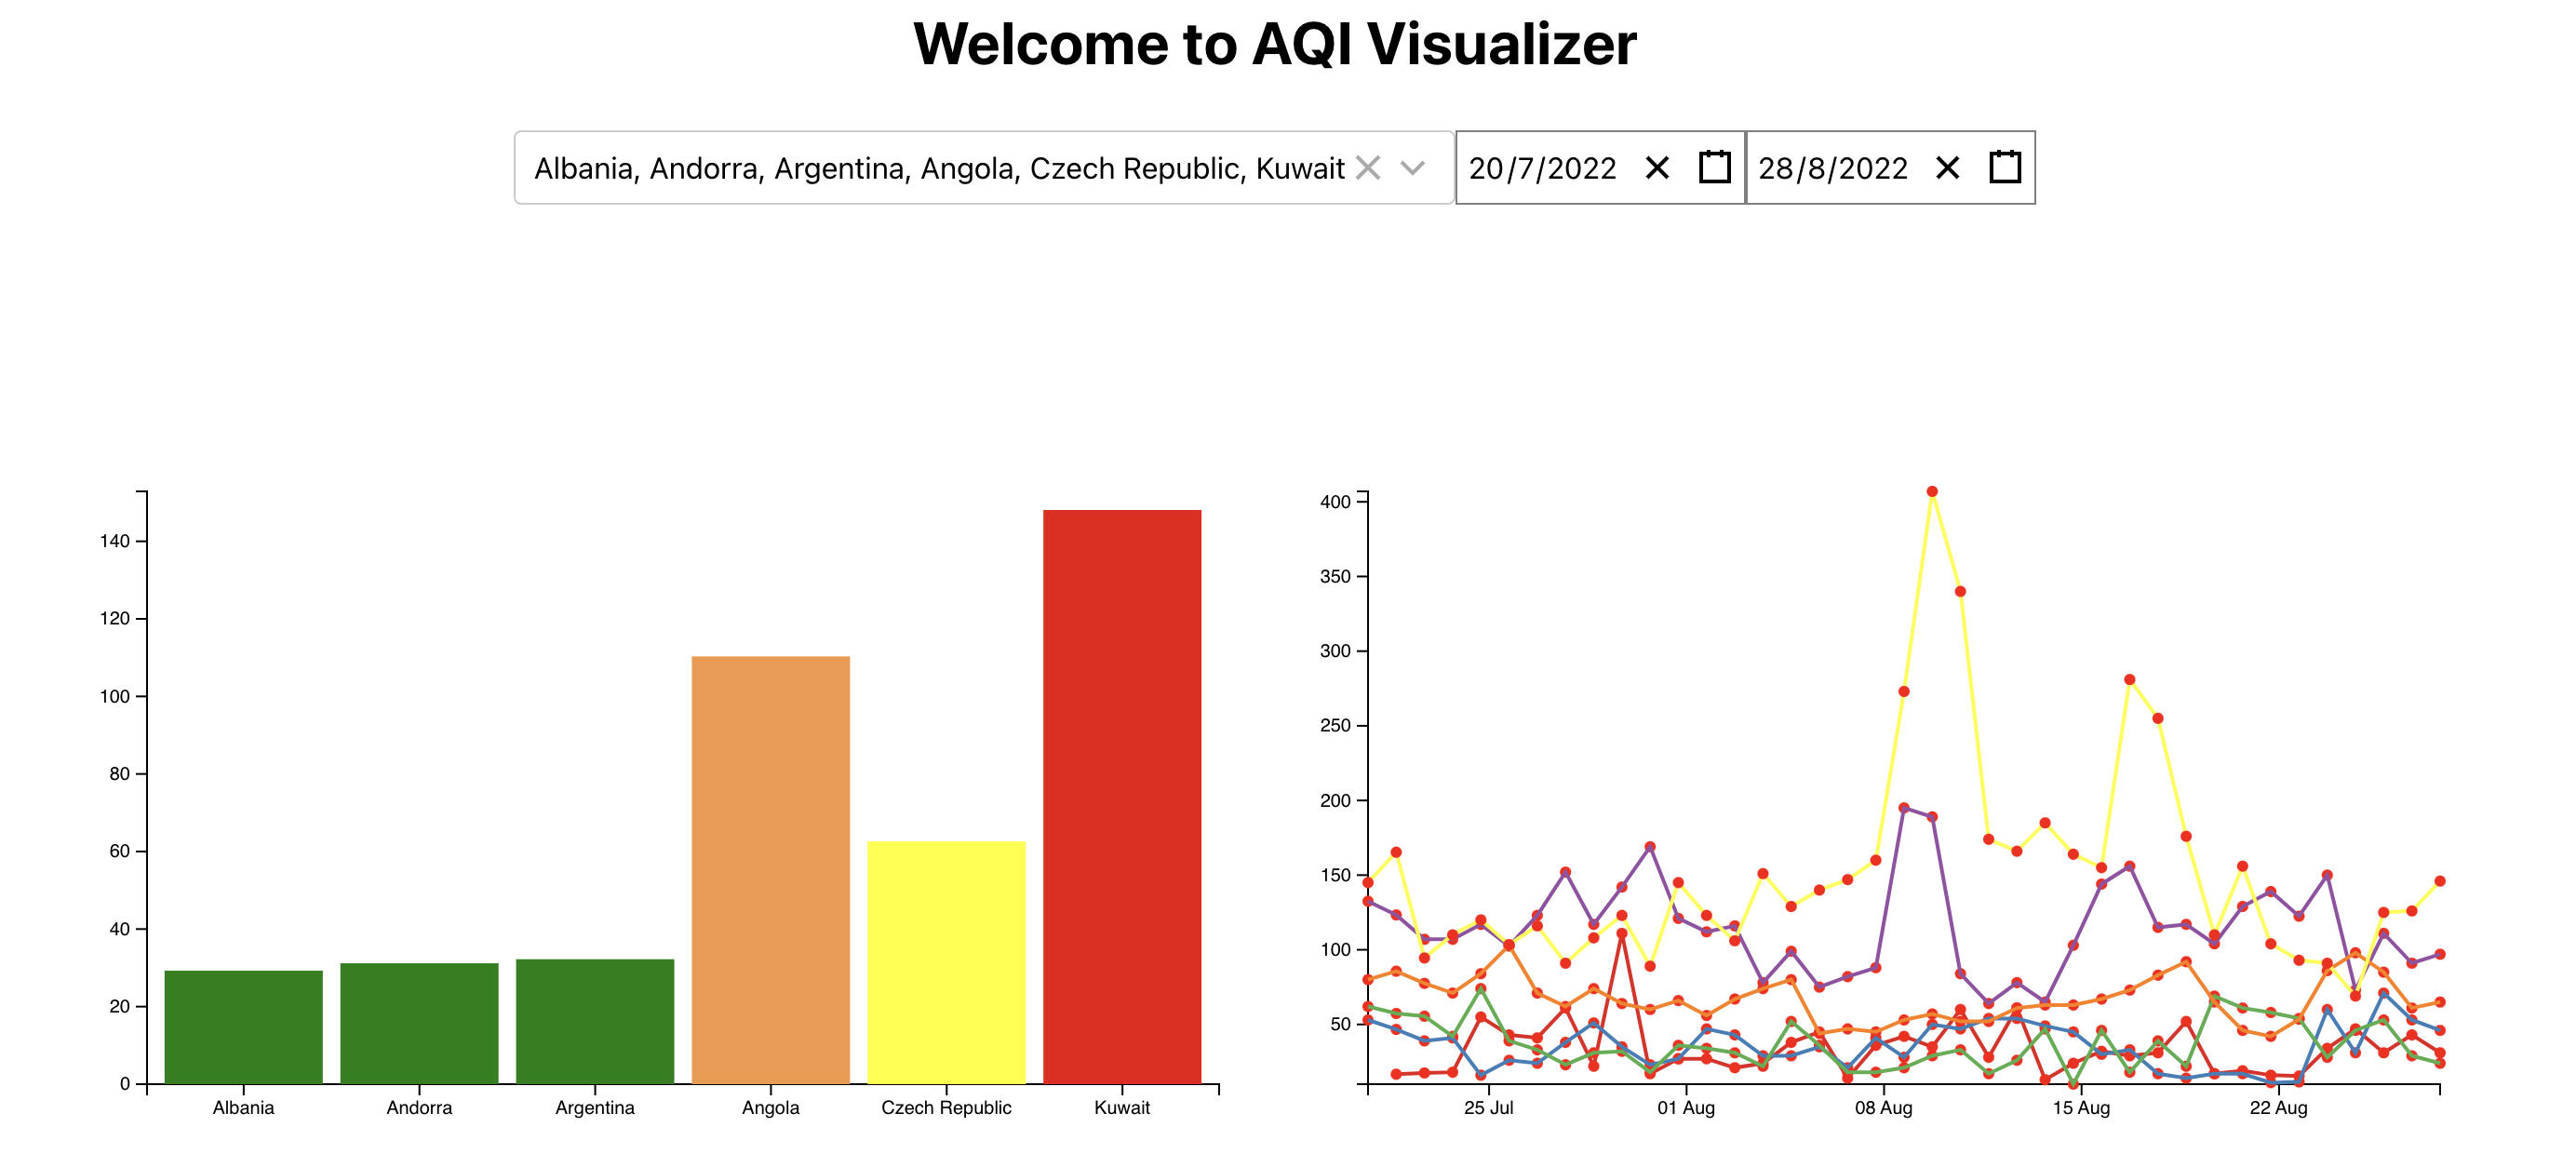 Welcome to AQI Visualizer
Albania, Andorra, Argentina, Angola, Czech Republic, Kuwait
20/7/2022
28/8/2022
140
120
100
80
60
40
20
0
Albania
Andorra
Argentina
Angola
Czech Republic
Kuwait
400
350
300
250
200
150
100
50
25 Jul
01 Aug
08 Aug
15 Aug
22 Aug